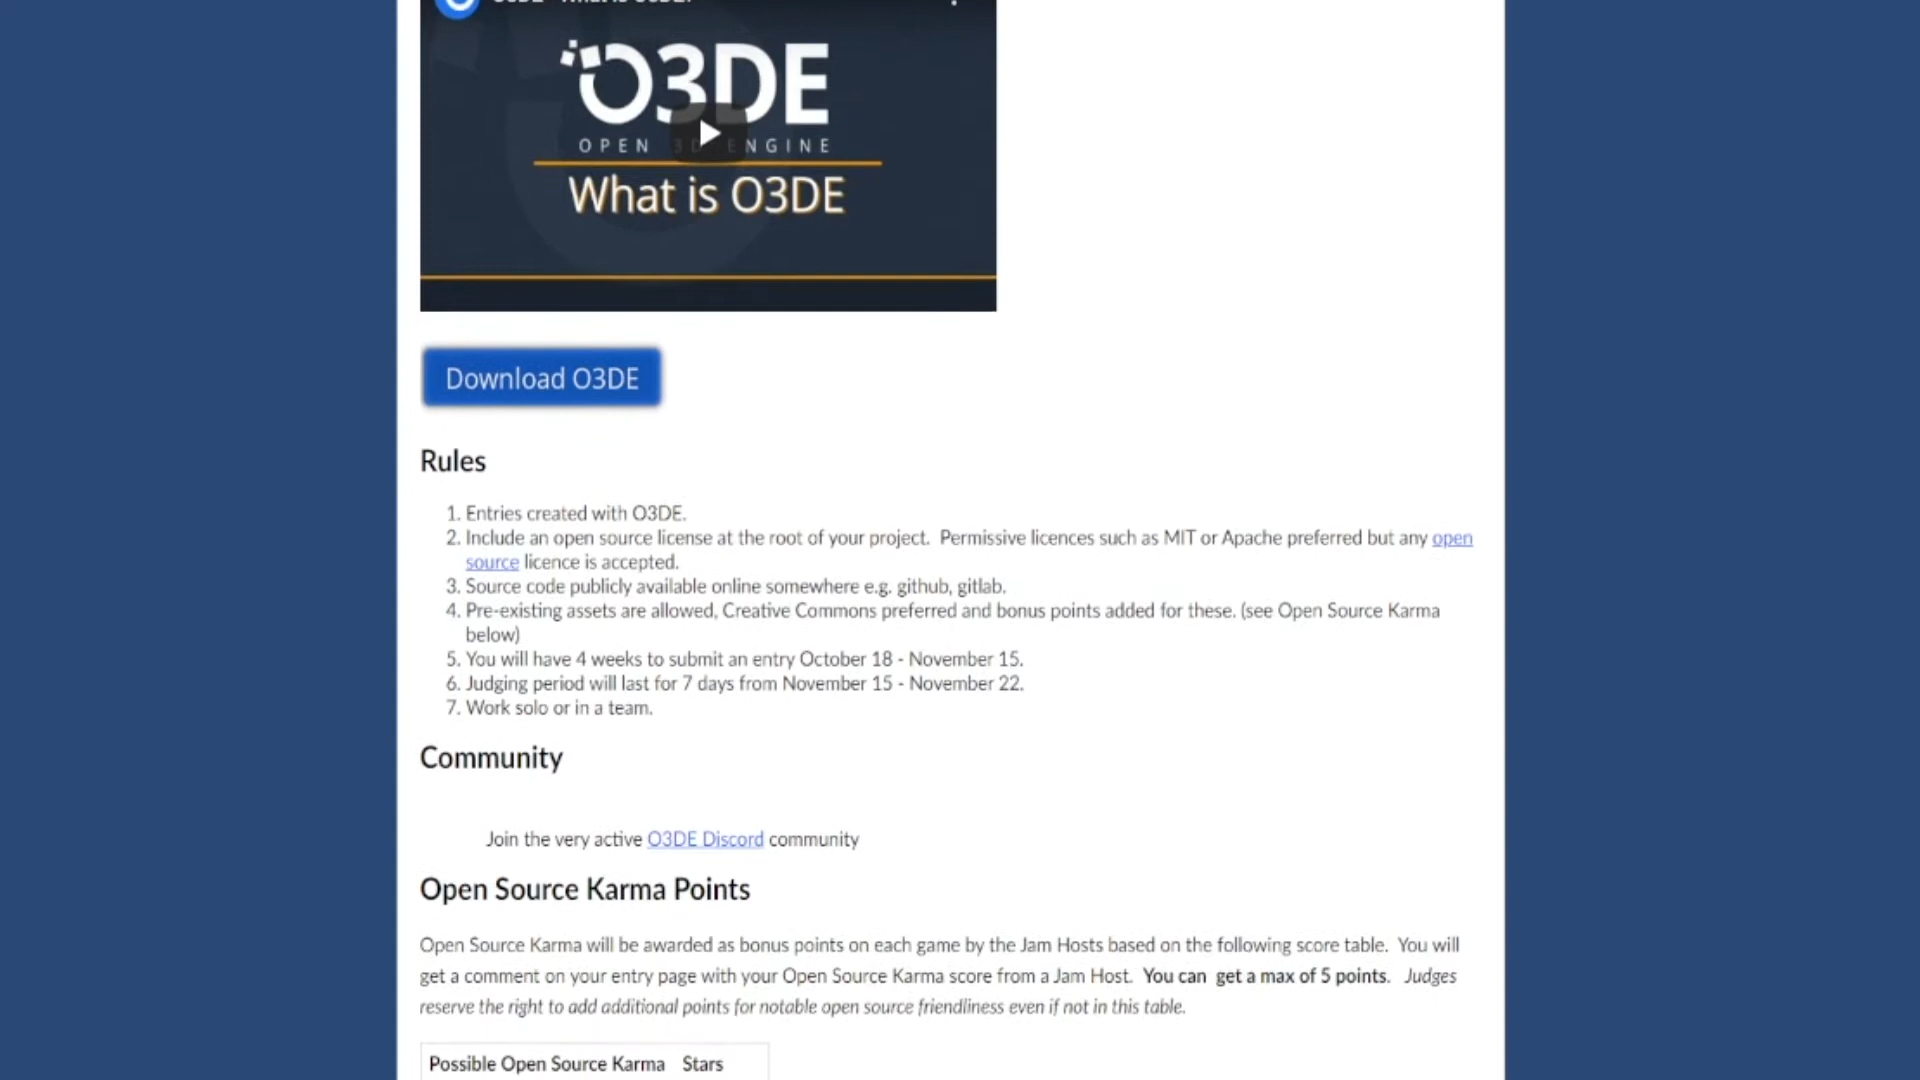 O3DE
OPEN 3D ENGINE
What is O3DE
Download O3DE
Rules
1. Entries created with O3DE.
2. Include an open source license at the root of your project. Permissive licences such as MIT or Apache preferred but any open
source licence is accepted.
3. Source code publicly available online somewhere e.g. github, gitlab.
4. Pre-existing assets are allowed, Creative Commons preferred and bonus points added for these. (see Open Source Karma
below)
5. You will have 4 weeks to submit an entry October 18 - November 15.
6. Judging period will last for 7 days from November 15 - November 22.
7. Work solo or in a team.
Community
Join the very active O3DE Discord community
Open Source Karma Points
Open Source Karma will be awarded as bonus points on each game by the Jam Hosts based on the following score table. You will
get a comment on your entry page with your Open Source Karma score from a Jam Host. You can get a max of 5 points. Judges
reserve the right to add additional points for notable open source friendliness even if not in this table.
Possible Open Source Karma Stars